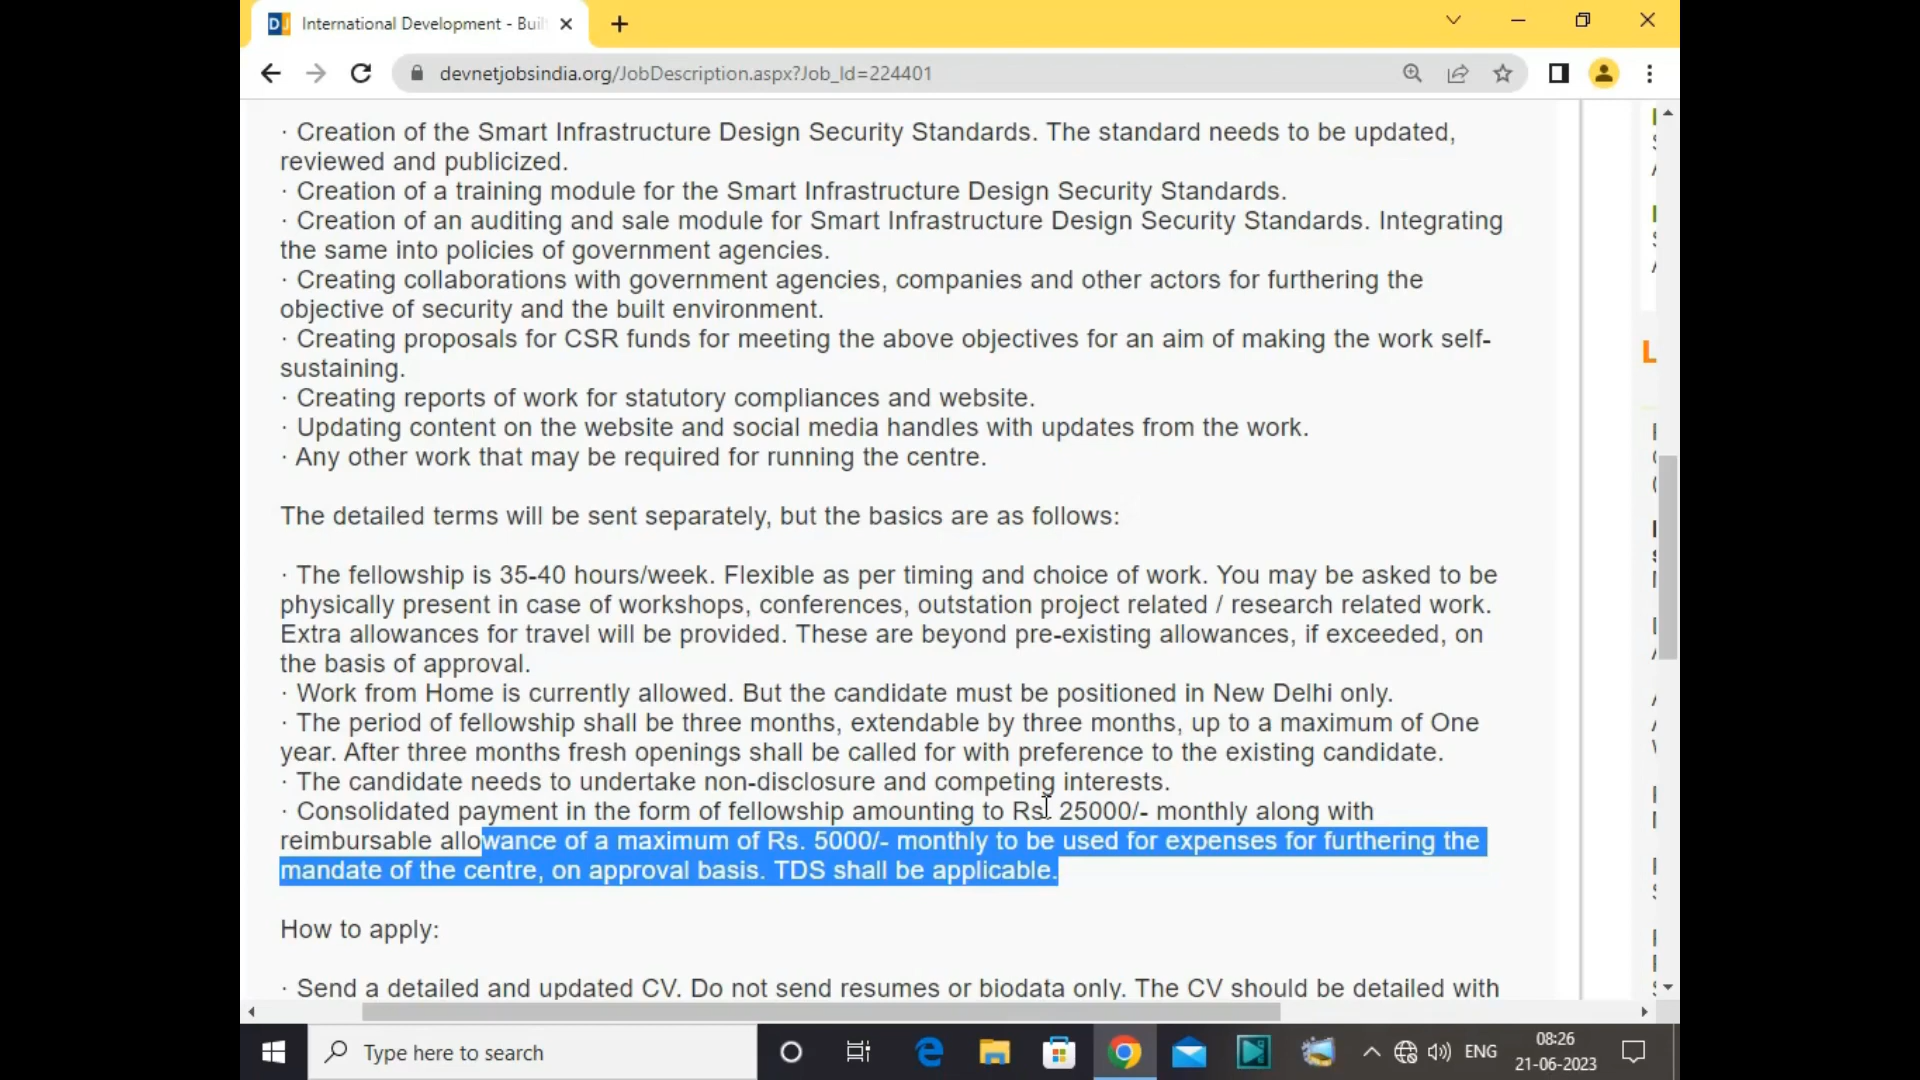 International Development - Buil
devnetjobsindia.org/JobDescription.aspx?Job_Id=224401
· Creation of the Smart Infrastructure Design Security Standards. The standard needs to be updated,
reviewed and publicized.
· Creation of a training module for the Smart Infrastructure Design Security Standards.
· Creation of an auditing and sale module for Smart Infrastructure Design Security Standards. Integrating
the same into policies of government agencies.
· Creating collaborations with government agencies, companies and other actors for furthering the
objective of security and the built environment.
· Creating proposals for CSR funds for meeting the above objectives for an aim of making the work self-
sustaining.
· Creating reports of work for statutory compliances and website.
· Updating content on the website and social media handles with updates from the work.
· Any other work that may be required for running the centre.
The detailed terms will be sent separately, but the basics are as follows:
· The fellowship is 35-40 hours/week. Flexible as per timing and choice of work. You may be asked to be
physically present in case of workshops, conferences, outstation project related / research related work.
Extra allowances for travel will be provided. These are beyond pre-existing allowances, if exceeded, on
the basis of approval.
· Work from Home is currently allowed. But the candidate must be positioned in New Delhi only.
· The period of fellowship shall be three months, extendable by three months, up to a maximum of One
year. After three months fresh openings shall be called for with preference to the existing candidate.
· The candidate needs to undertake non-disclosure and competing interests.
· Consolidated payment in the form of fellowship amounting to Rs. 25000/- monthly along with
reimbursable allowance of a maximum of Rs. 5000/- monthly to be used for expenses for furthering the
mandate of the centre, on approval basis. TDS shall be applicable.
How to apply:
· Send a detailed and updated CV. Do not send resumes or biodata only. The CV should be detailed with
Type here to search
ENG
08:26
21-06-2023